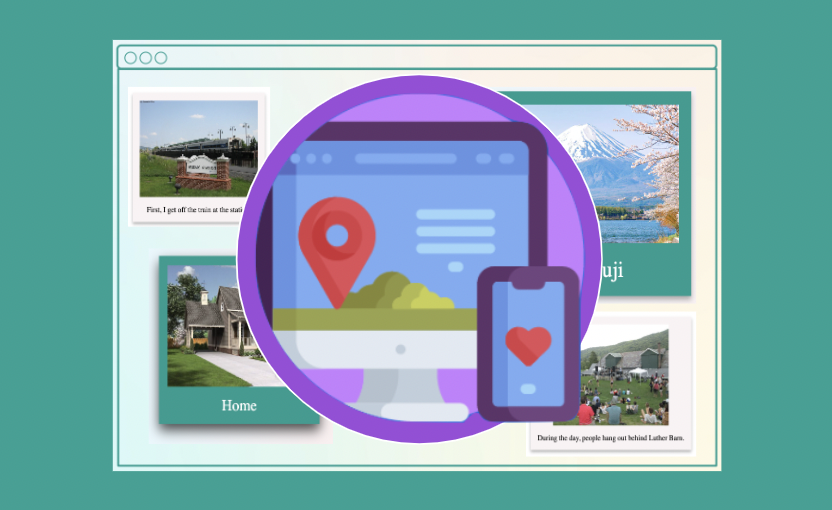 First, I get off the train at the stati
uji
Home
During the day, people hang out behind Luther Barn.